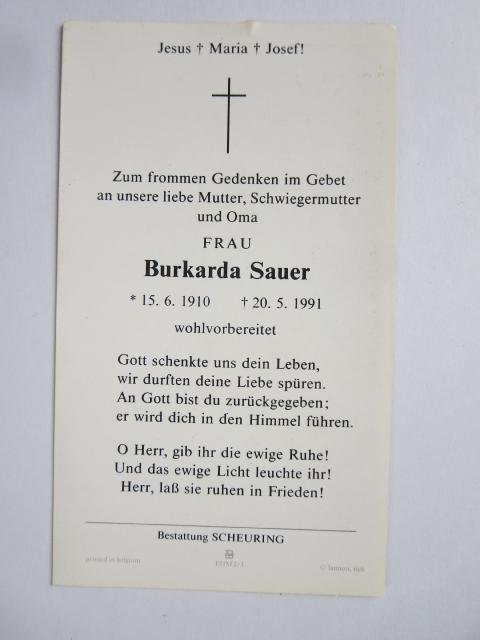 Jesus † Maria † Josef!
Zum frommen Gedenken im Gebet
an unsere liebe Mutter, Schwiegermutter
und Oma
FRAU
Burkarda Sauer
* 15. 6. 1910 † 20. 5. 1991
wohlvorbereitet
Gott schenkte uns dein Leben,
wir durften deine Liebe spüren.
An Gott bist du zurückgegeben;
er wird dich in den Himmel führen.
O Herr, gib ihr die ewige Ruhe!
Und das ewige Licht leuchte ihr!
Herr, laß sie ruhen in Frieden!
Bestattung SCHEURING
printed in belgium